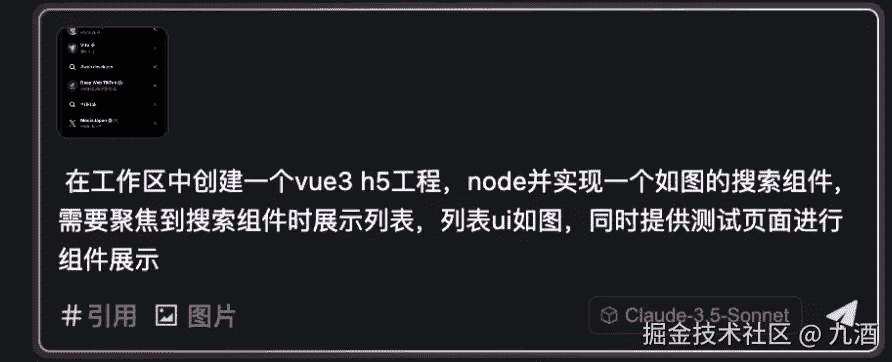 在工作区中创建一个vue3 h5工程，node并实现一个如图的搜索组件，
需要聚焦到搜索组件时展示列表，列表ui如图，同时提供测试页面进行
组件展示
#引用 图片 Claude-3.5-Sonnet
掘金技术社区 @ 九酒